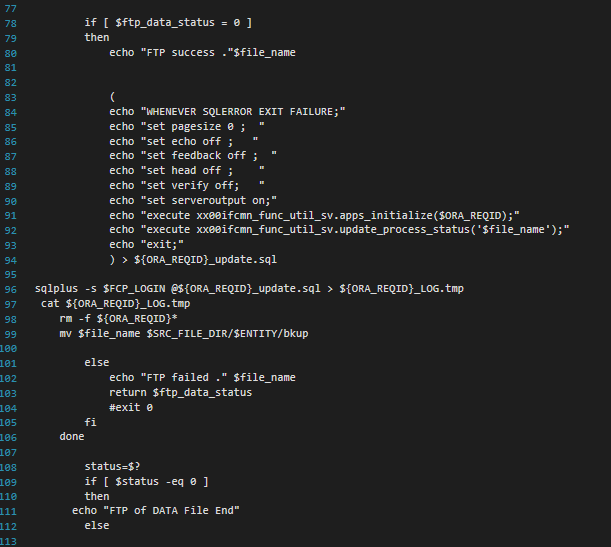 77
78 if [ $ftp_data_status = 0 ]
79 then
80 echo "FTP success ."$file_name
81
82
83 (
84 echo "WHENEVER SQLERROR EXIT FAILURE;"
85 echo "set pagesize 0 ;  "
86 echo "set echo off ;   "
87 echo "set feedback off ;  "
88 echo "set head off ;    "
89 echo "set verify off;   "
90 echo "set serveroutput on;"
91 echo "execute xx00ifcmn_func_util_sv.apps_initialize($ORA_REQID);"
92 echo "execute xx00ifcmn_func_util_sv.update_process_status('$file_name');"
93 echo "exit;"
94 ) > ${ORA_REQID}_update.sql
95
96 sqlplus -s $FCP_LOGIN @${ORA_REQID}_update.sql > ${ORA_REQID}_LOG.tmp
97 cat ${ORA_REQID}_LOG.tmp
98 rm -f ${ORA_REQID}*
99 mv $file_name $SRC_FILE_DIR/$ENTITY/bkup
100
101 else
102 echo "FTP failed ." $file_name
103 return $ftp_data_status
104 #exit 0
105 fi
106 done
107
108 status=$?
109 if [ $status -eq 0 ]
110 then
111 echo "FTP of DATA File End"
112 else
113